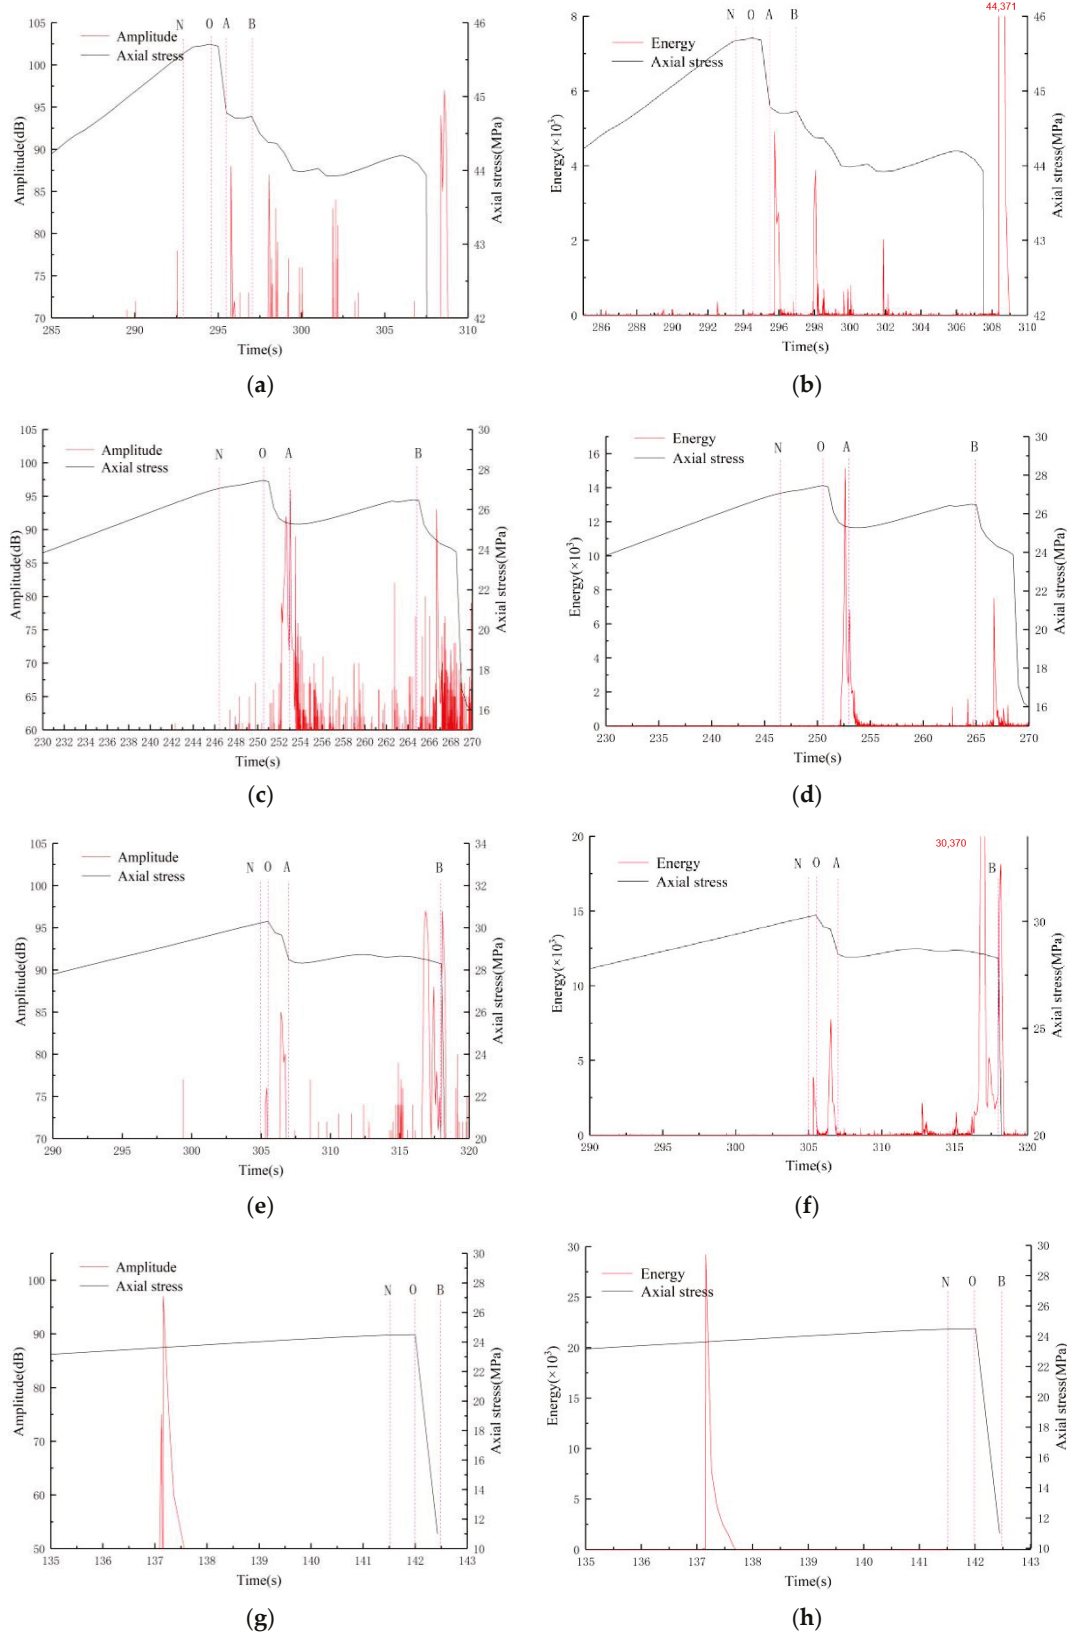 N O A B
Amplitude
Axial stress
105
100
95
90
85
80
75
70
46
45
44
43
42
285 290 295 300 305 310
Amplitude(dB)
Axial stress(MPa)
Time(s)
(a)
44,371
N O A B
Energy
Axial stress
8
6
4
2
0
46
45
44
43
42
286 288 290 292 294 296 298 300 302 304 306 308 310
Energy(×10³)
Axial stress(MPa)
Time(s)
(b)
N O A B
Amplitude
Axial stress
105
100
95
90
85
80
75
70
65
60
30
28
26
24
22
20
18
16
230 232 234 236 238 240 242 244 246 248 250 252 254 256 258 260 262 264 266 268 270
Amplitude(dB)
Axial stress(MPa)
Time(s)
(c)
N O A B
Energy
Axial stress
16
14
12
10
8
6
4
2
0
30
28
26
24
22
20
18
16
230 235 240 245 250 255 260 265 270
Energy(×10³)
Axial stress(MPa)
Time(s)
(d)
N O A B
Amplitude
Axial stress
105
100
95
90
85
80
75
70
34
32
30
28
26
24
22
20
290 295 300 305 310 315 320
Amplitude(dB)
Axial stress(MPa)
Time(s)
(e)
30,370
N O A B
Energy
Axial stress
20
15
10
5
0
30
25
20
290 295 300 305 310 315 320
Energy(×10³)
Axial stress(MPa)
Time(s)
(f)
N O B
Amplitude
Axial stress
100
90
80
70
60
50
30
28
26
24
22
20
18
16
14
12
10
135 136 137 138 139 140 141 142 143
Amplitude(dB)
Axial stress(MPa)
Time(s)
(g)
N O B
Energy
Axial stress
30
25
20
15
10
5
0
30
28
26
24
22
20
18
16
14
12
10
135 136 137 138 139 140 141 142 143
Energy(×10³)
Axial stress(MPa)
Time(s)
(h)